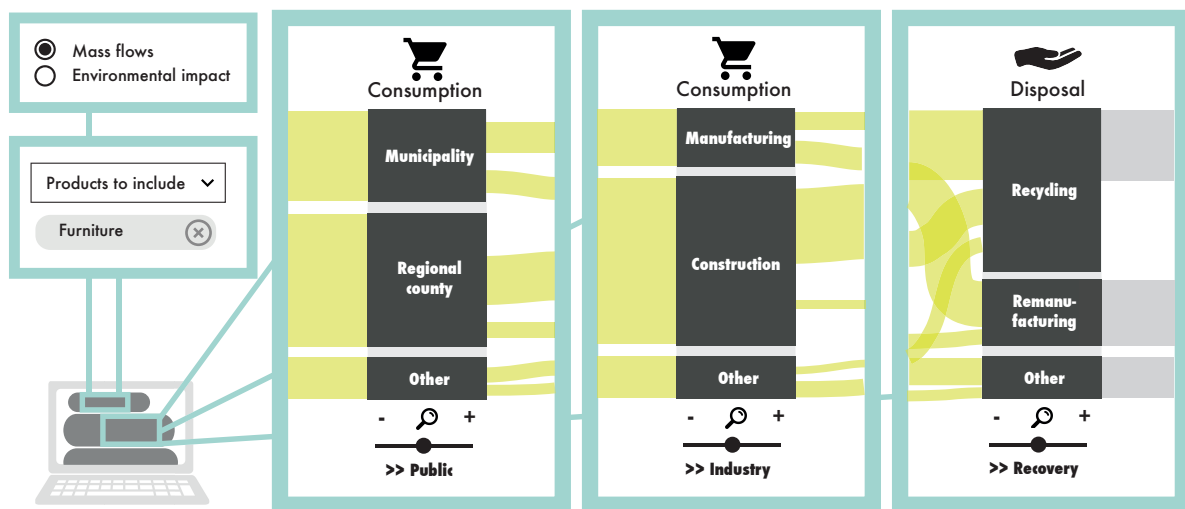 Mass flows
Environmental impact
Products to include
Furniture
Consumption
Municipality
Regional
county
Other
- +
>> Public
Consumption
Manufacturing
Construction
Other
- +
>> Industry
Disposal
Recycling
Remanu-
facturing
Other
- +
>> Recovery